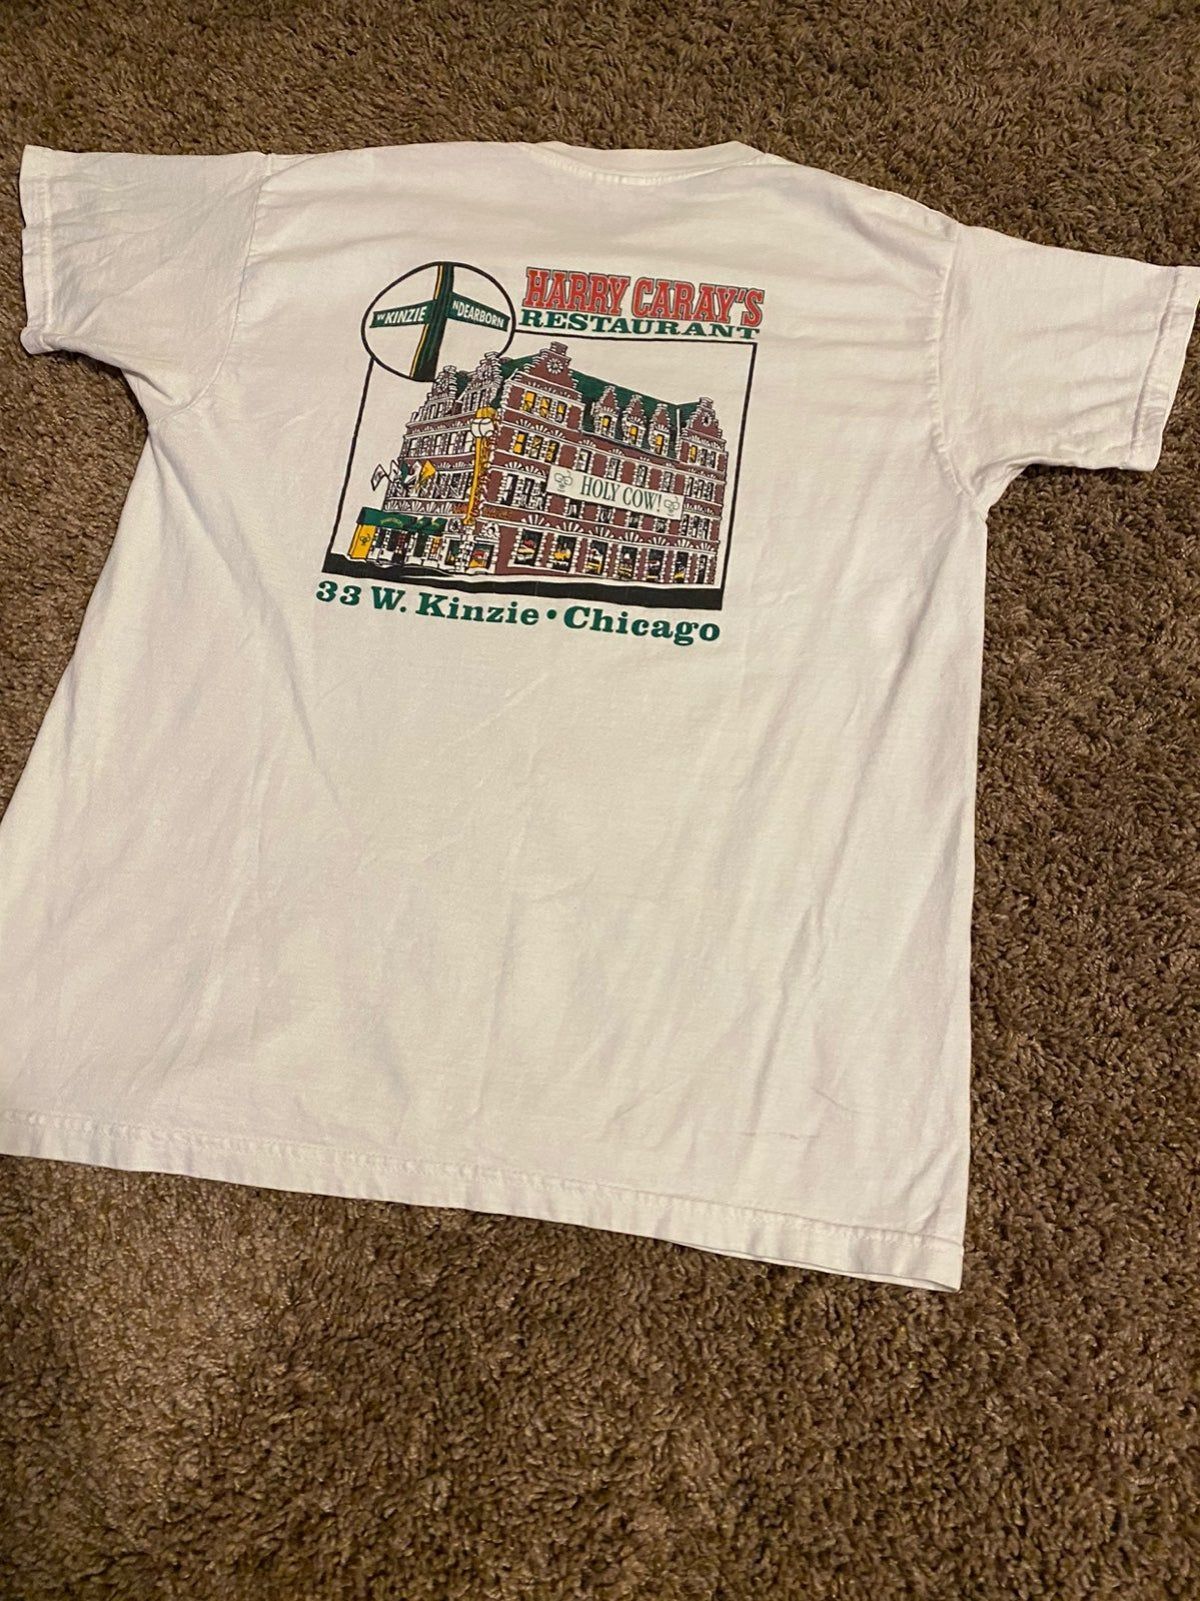 W KINZIE
N DEARBORN
HARRY CARAY'S
RESTAURANT
HOLY COW!
33 W. Kinzie • Chicago